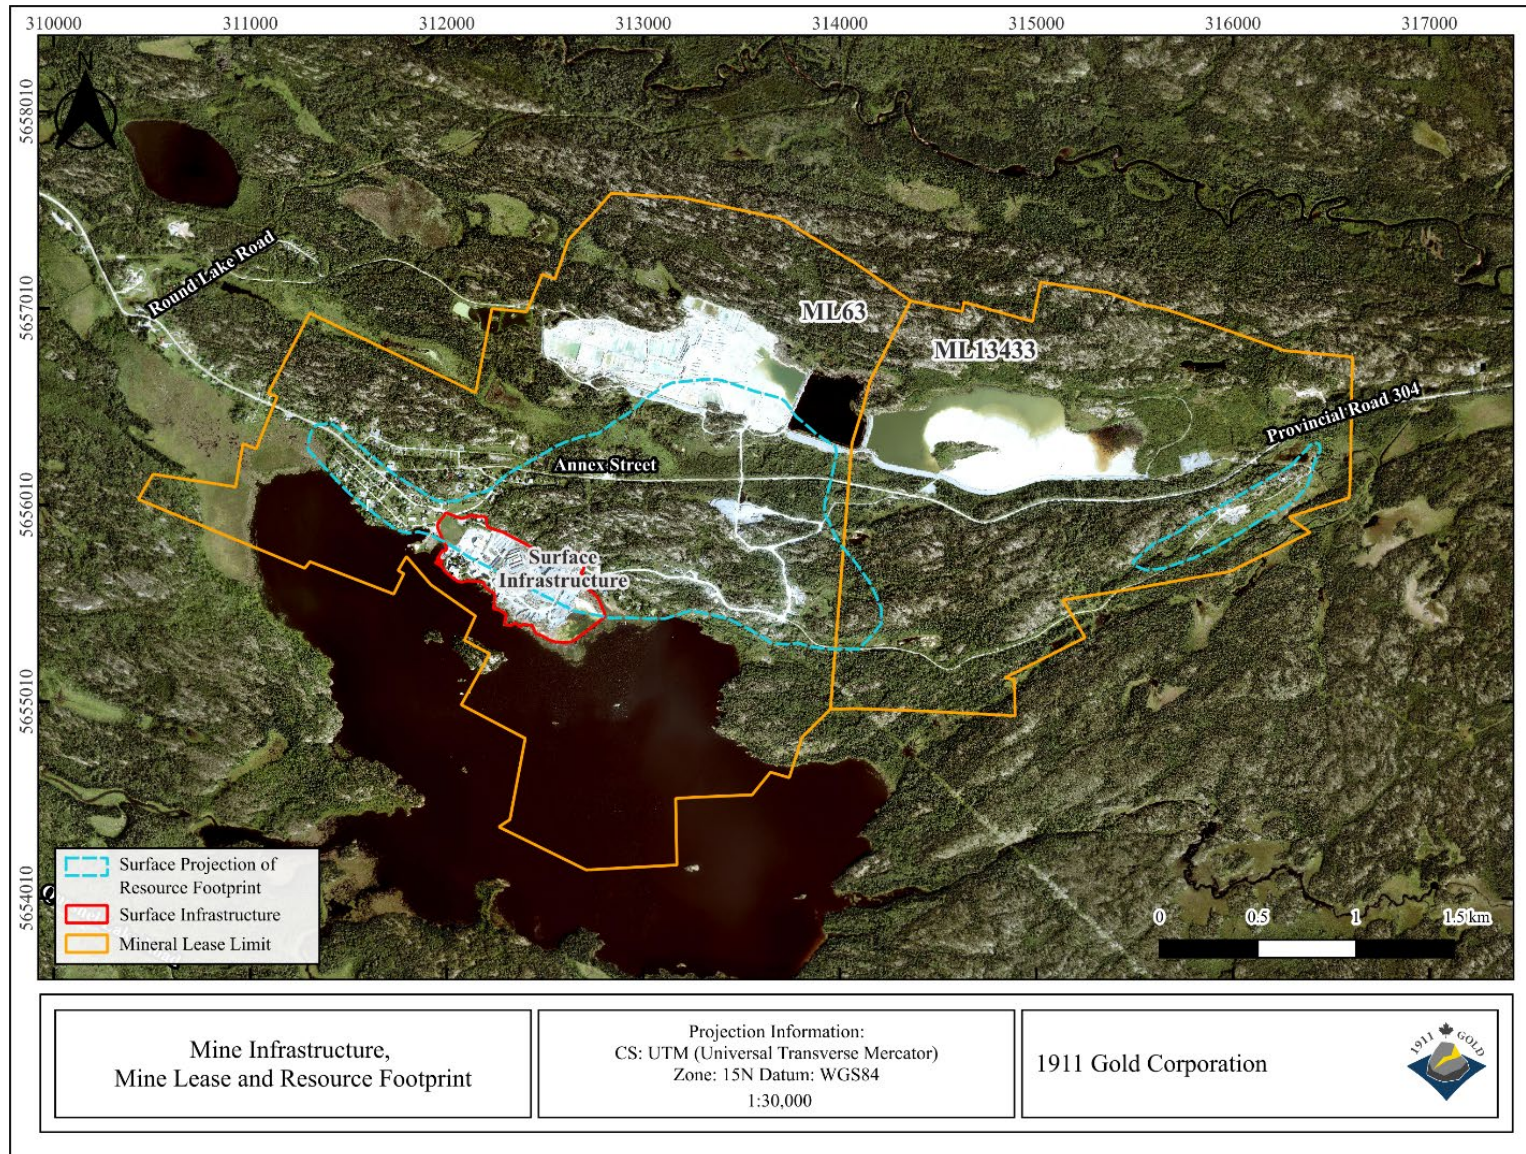 310000 311000 312000 313000 314000 315000 316000 317000
5658010
5657010
5656010
5655010
5654010
N
Round Lake Road
ML63
ML13433
Provincial Road 304
Annex Street
Surface
Infrastructure
Surface Projection of
Resource Footprint
Surface Infrastructure
Mineral Lease Limit
0 0.5 1 1.5 km
Mine Infrastructure,
Mine Lease and Resource Footprint
Projection Information:
CS: UTM (Universal Transverse Mercator)
Zone: 15N Datum: WGS84
1:30,000
1911 Gold Corporation
1911 GOLD